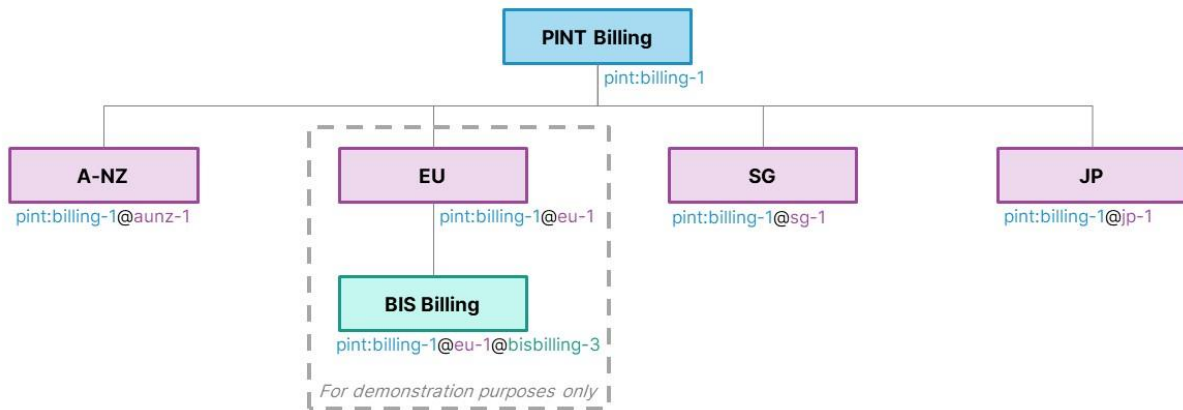 PINT Billing
pint:billing-1
A-NZ
EU
SG
JP
pint:billing-1@aunz-1
pint:billing-1@eu-1
pint:billing-1@sg-1
pint:billing-1@jp-1
BIS Billing
pint:billing-1@eu-1@bisbilling-3
For demonstration purposes only